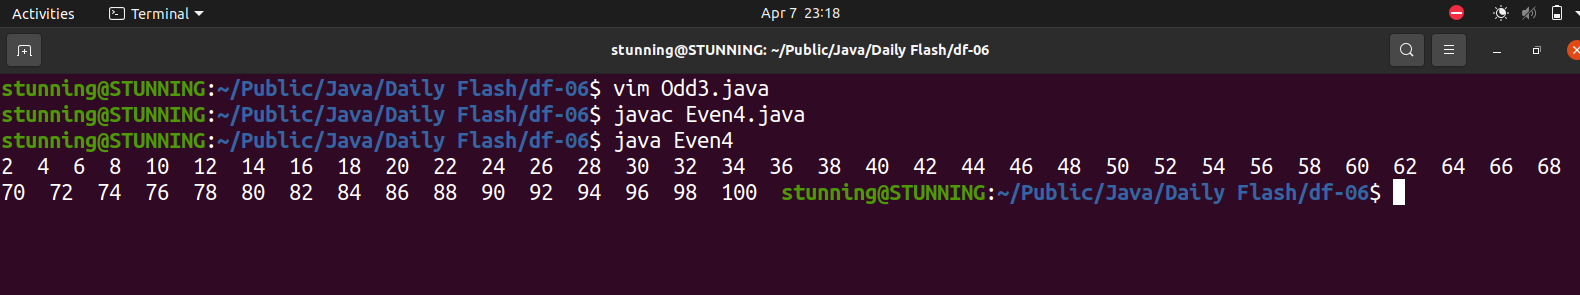 Activities Terminal Apr 7 23:18
stunning@STUNNING: ~/Public/Java/Daily Flash/df-06
stunning@STUNNING:~/Public/Java/Daily Flash/df-06$ vim Odd3.java
stunning@STUNNING:~/Public/Java/Daily Flash/df-06$ javac Even4.java
stunning@STUNNING:~/Public/Java/Daily Flash/df-06$ java Even4
2  4  6  8  10  12  14  16  18  20  22  24  26  28  30  32  34  36  38  40  42  44  46  48  50  52  54  56  58  60  62  64  66  68
70  72  74  76  78  80  82  84  86  88  90  92  94  96  98  100  stunning@STUNNING:~/Public/Java/Daily Flash/df-06$